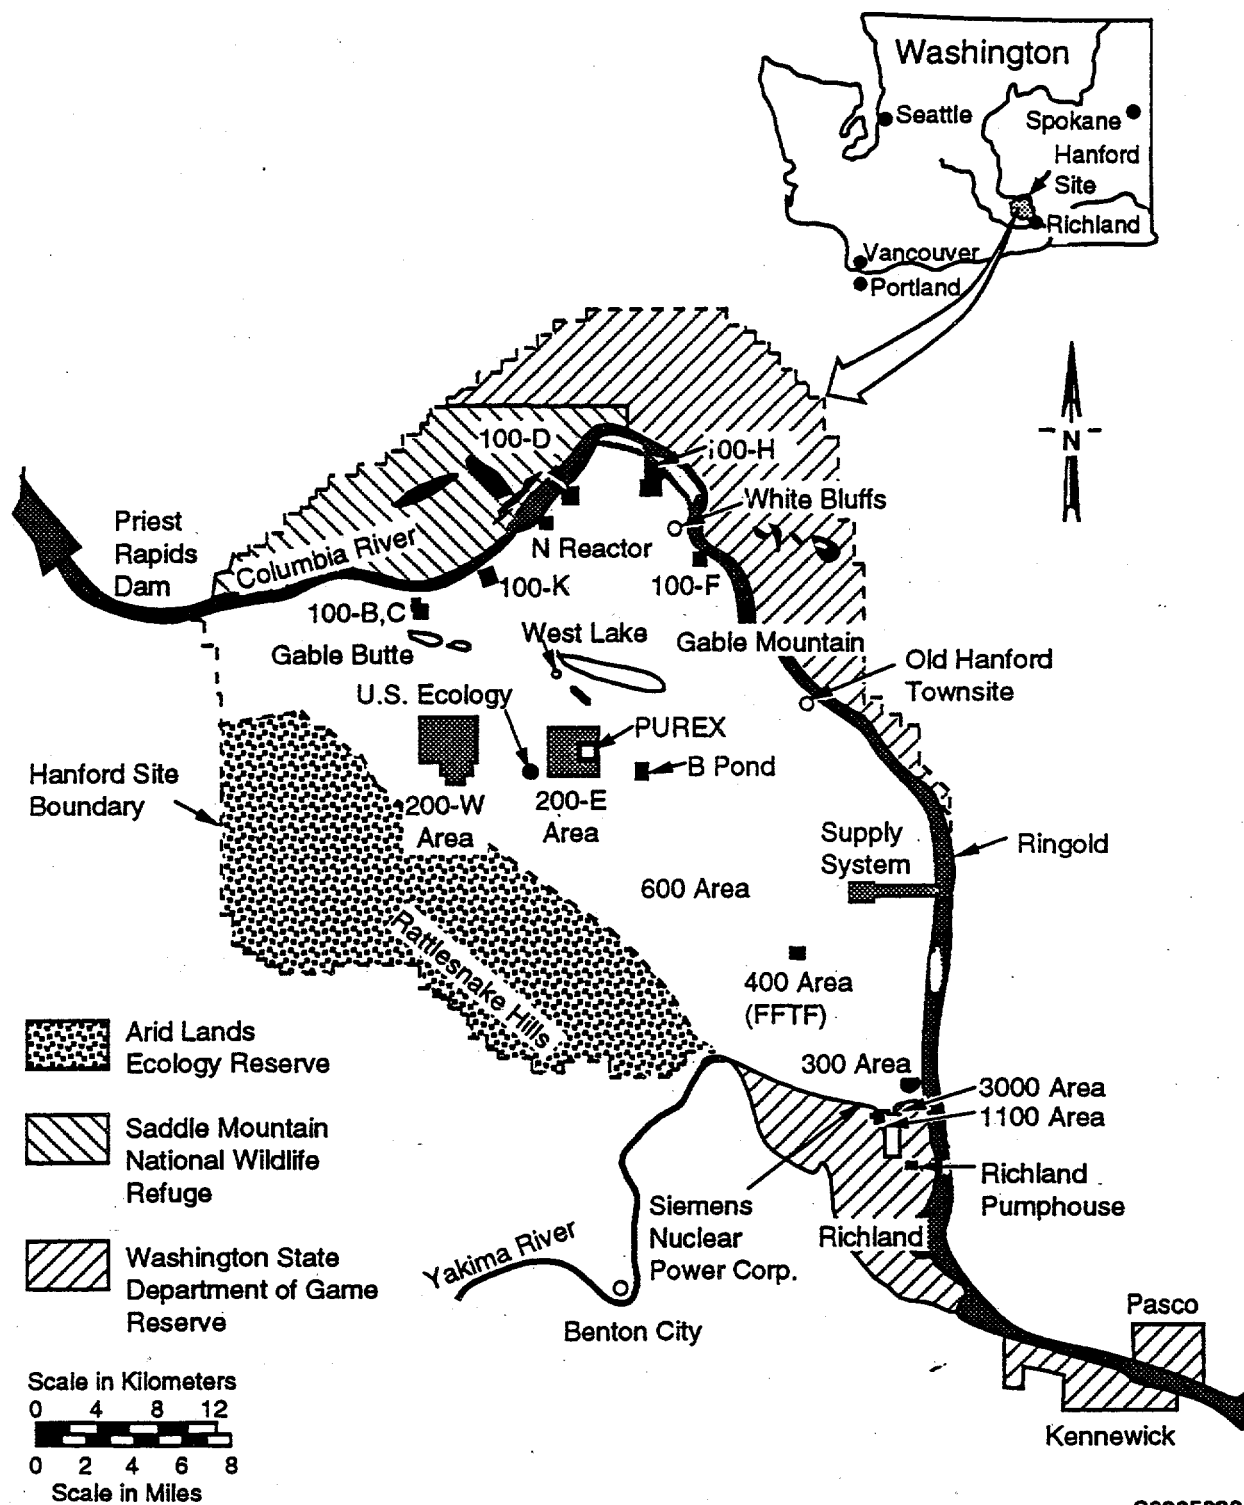 Washington
Seattle
Spokane
Hanford
Site
Richland
Vancouver
Portland
N
100-D
100-H
White Bluffs
Priest
Rapids
Dam
Columbia River
N Reactor
100-K
100-F
100-B,C
West Lake
Gable Mountain
Gable Butte
Old Hanford
Townsite
U.S. Ecology
PUREX
B Pond
Hanford Site
Boundary
200-W
Area
200-E
Area
Supply
System
Ringold
600 Area
Rattlesnake Hills
400 Area
(FFTF)
Arid Lands
Ecology Reserve
300 Area
3000 Area
1100 Area
Saddle Mountain
National Wildlife
Refuge
Richland
Pumphouse
Siemens
Nuclear
Power Corp.
Richland
Yakima River
Washington State
Department of Game
Reserve
Benton City
Pasco
Kennewick
Scale in Kilometers
0 4 8 12
0 2 4 6 8
Scale in Miles